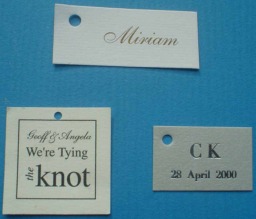 Miriam
Geoff & Angela
We're Tying
the knot
C K
28 April 2000